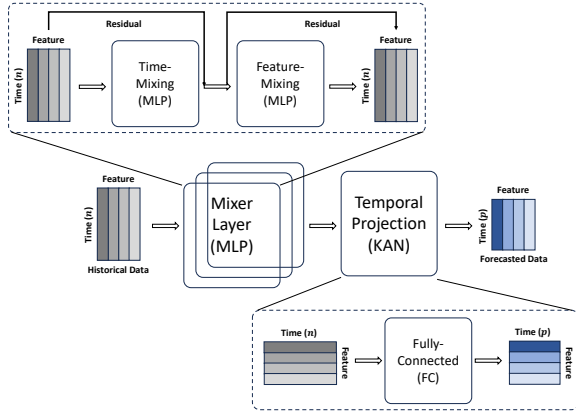 Residual
Residual
Feature
Time (n)
Time-
Mixing
(MLP)
Feature-
Mixing
(MLP)
Feature
Time (n)
Feature
Time (n)
Historical Data
Mixer
Layer
(MLP)
Temporal
Projection
(KAN)
Feature
Time (p)
Forecasted Data
Time (n)
Feature
Fully-
Connected
(FC)
Time (p)
Feature